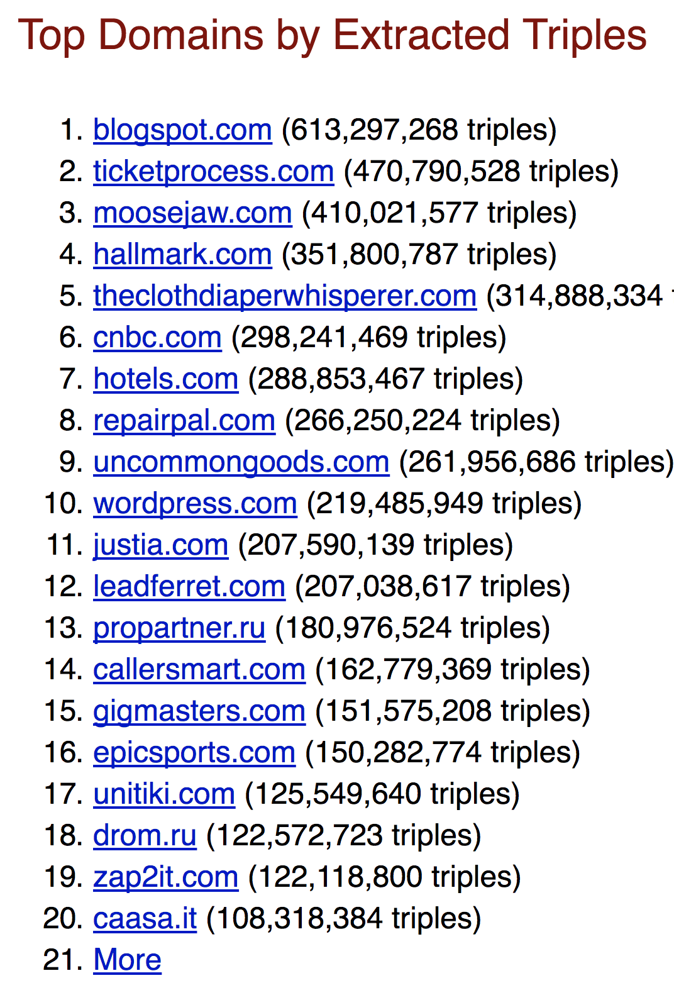 Top Domains by Extracted Triples
1. blogspot.com (613,297,268 triples)
2. ticketprocess.com (470,790,528 triples)
3. moosejaw.com (410,021,577 triples)
4. hallmark.com (351,800,787 triples)
5. theclothdiaperwhisperer.com (314,888,334
6. cnbc.com (298,241,469 triples)
7. hotels.com (288,853,467 triples)
8. repairpal.com (266,250,224 triples)
9. uncommongoods.com (261,956,686 triples)
10. wordpress.com (219,485,949 triples)
11. justia.com (207,590,139 triples)
12. leadferret.com (207,038,617 triples)
13. propartner.ru (180,976,524 triples)
14. callersmart.com (162,779,369 triples)
15. gigmasters.com (151,575,208 triples)
16. epicsports.com (150,282,774 triples)
17. unitiki.com (125,549,640 triples)
18. drom.ru (122,572,723 triples)
19. zap2it.com (122,118,800 triples)
20. caasa.it (108,318,384 triples)
21. More